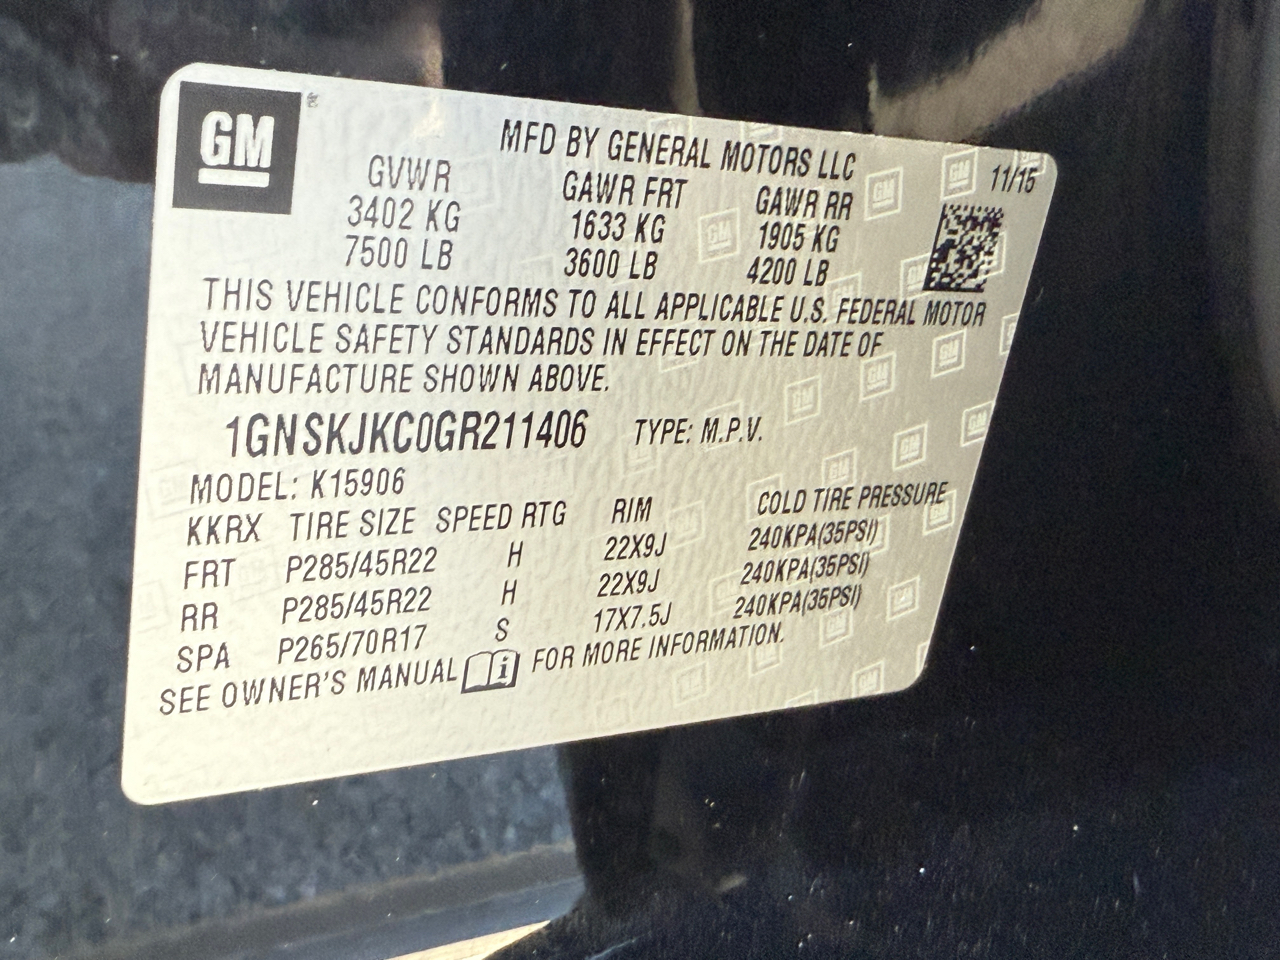 GM
MFD BY GENERAL MOTORS LLC
11/15
GVWR GAWR FRT GAWR RR
3402 KG 1633 KG 1905 KG
7500 LB 3600 LB 4200 LB
THIS VEHICLE CONFORMS TO ALL APPLICABLE U.S. FEDERAL MOTOR
VEHICLE SAFETY STANDARDS IN EFFECT ON THE DATE OF
MANUFACTURE SHOWN ABOVE.
1GNSKJKC0GR211406 TYPE: M.P.V.
MODEL: K15906
KKRX TIRE SIZE SPEED RTG RIM COLD TIRE PRESSURE
FRT P285/45R22 H 22X9J 240KPA(35PSI)
RR P285/45R22 H 22X9J 240KPA(35PSI)
SPA P265/70R17 S 17X7.5J 240KPA(35PSI)
SEE OWNER'S MANUAL i FOR MORE INFORMATION.